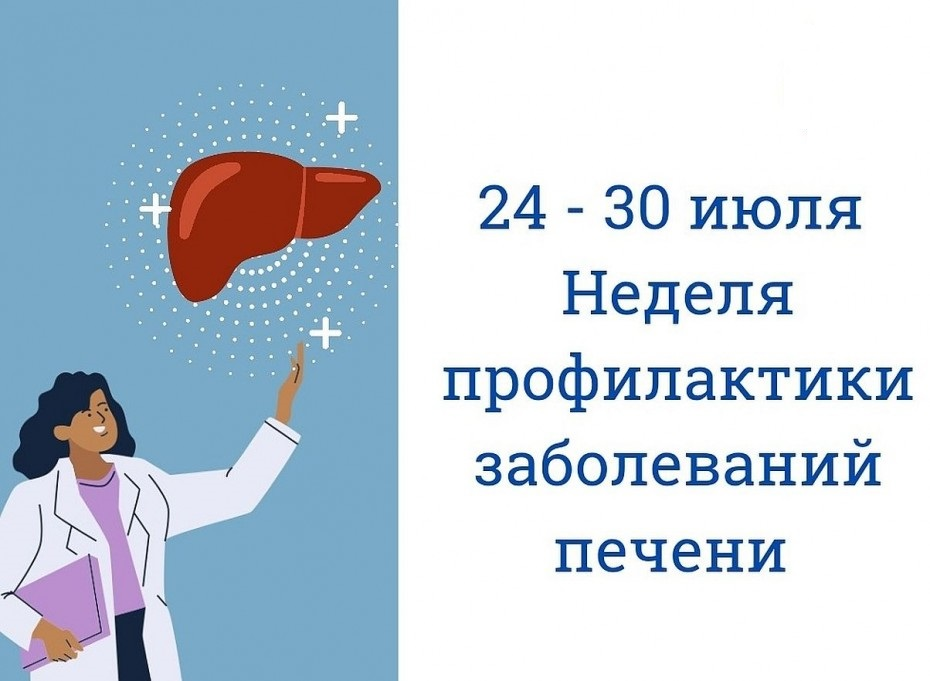 24 - 30 июля
Неделя
профилактики
заболеваний
печени